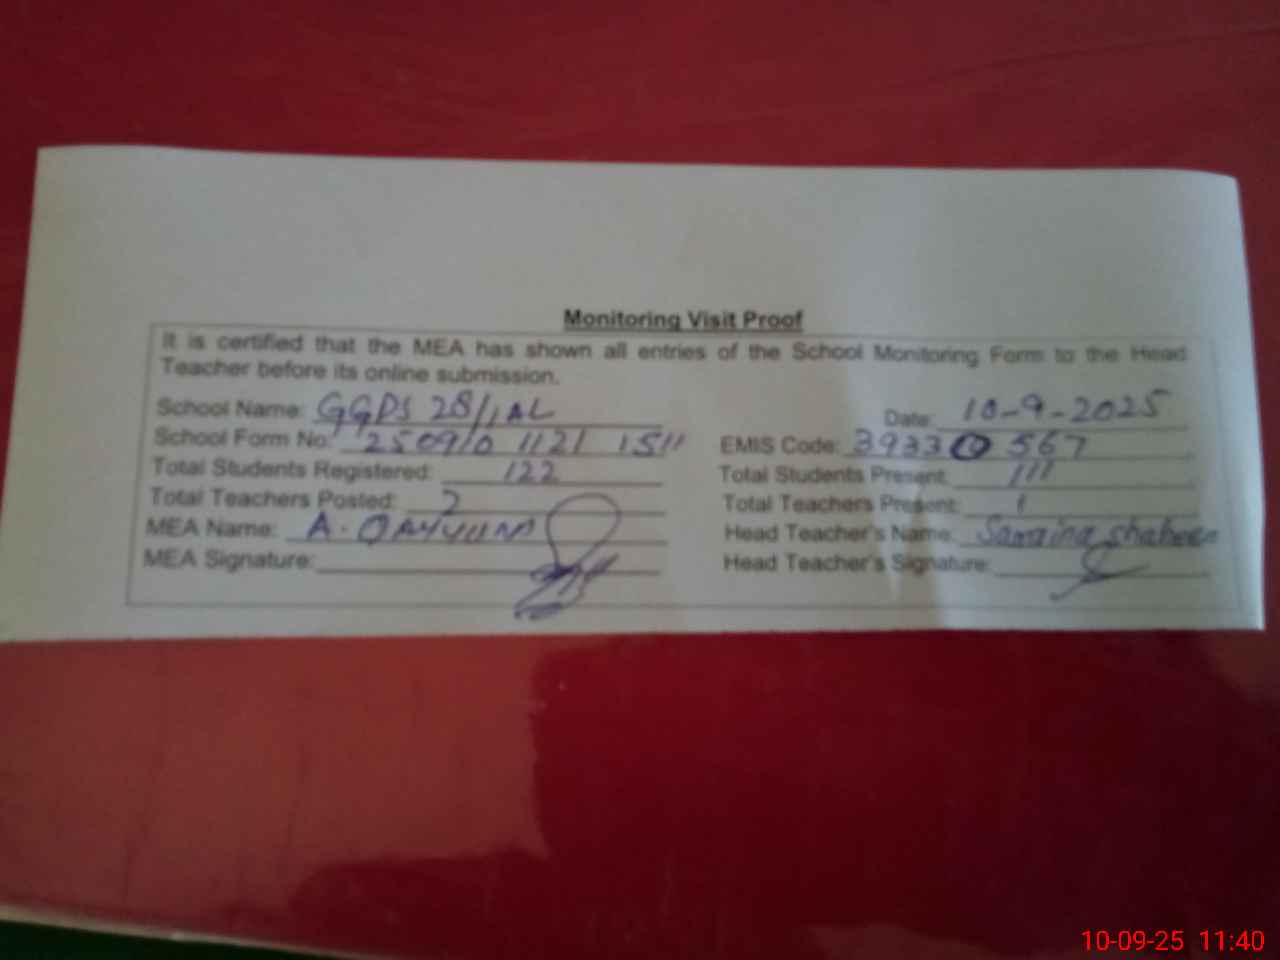 Monitoring Visit Proof
It is certified that the MEA has shown all entries of the School Monitoring Form to the Head
Teacher before its online submission.
School Name: GGPS 28/1AL Date: 10-9-2025
School Form No: 250910 1121 1511 EMIS Code: 39330567
Total Students Registered: 122 Total Students Present: 111
Total Teachers Posted: 2 Total Teachers Present: 1
MEA Name: A. QAYYUM Head Teacher's Name: Shaheen
MEA Signature: Head Teacher's Signature:
10-09-25 11:40